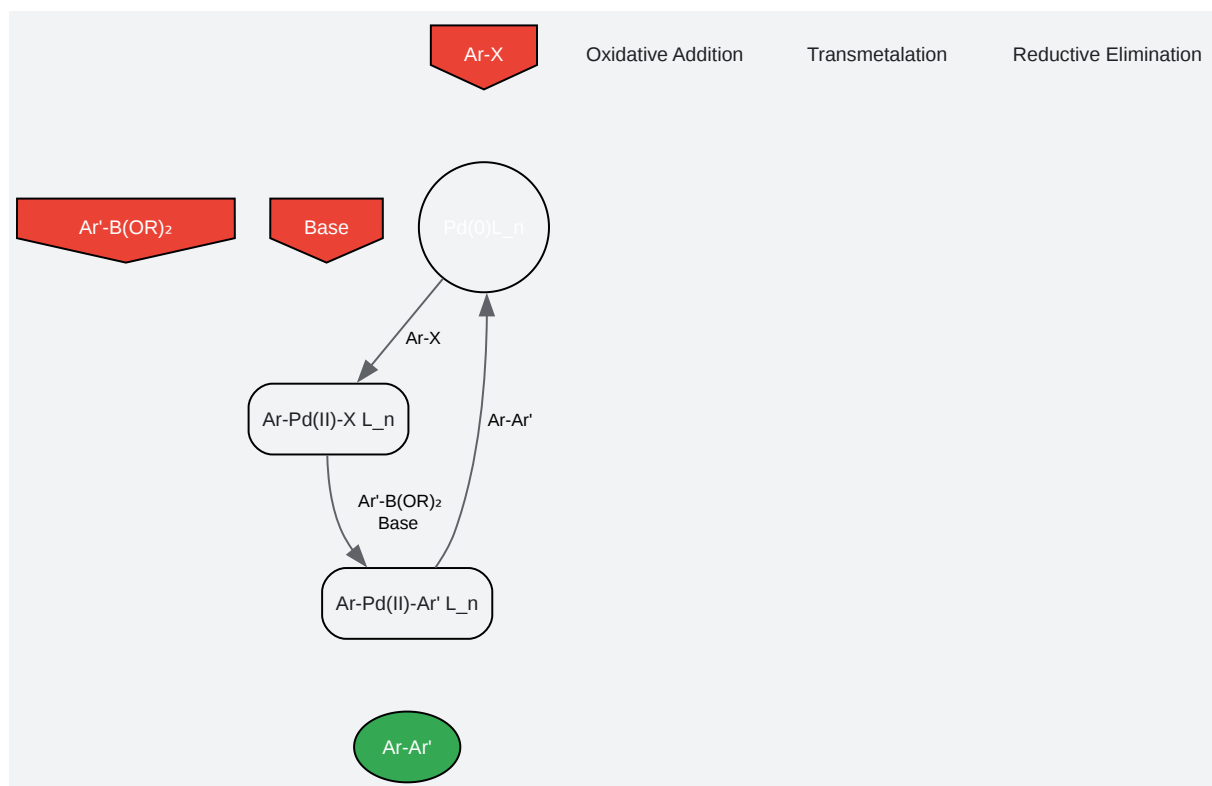 Ar-X
Oxidative Addition
Transmetalation
Reductive Elimination
Ar'-B(OR)₂
Base
Pd(0)L_n
Ar-X
Ar-Pd(II)-X L_n
Ar-Ar'
Ar'-B(OR)₂
Base
Ar-Pd(II)-Ar' L_n
Ar-Ar'